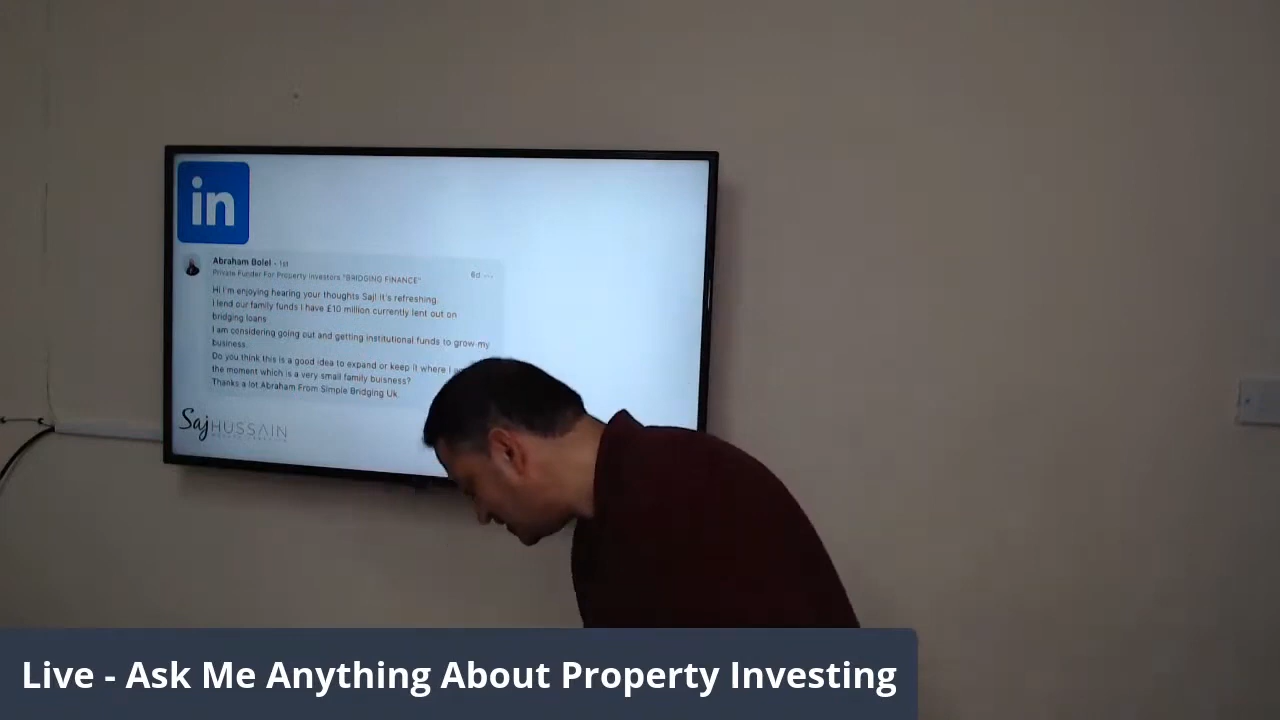 in
Abraham Bolel - 1st
Private Funder For Property Investors "BRIDGING FINANCE"
6d ...
Hi I'm enjoying hearing your thoughts Saj! It's refreshing.
I lend our family funds I have £10 million currently lent out on
bridging loans
I am considering going out and getting institutional funds to grow my
business.
Do you think this is a good idea to expand or keep it where I
the moment which is a very small family buisness?
Thanks a lot Abraham From Simple Bridging Uk.
Saj HUSSAIN
Live - Ask Me Anything About Property Investing